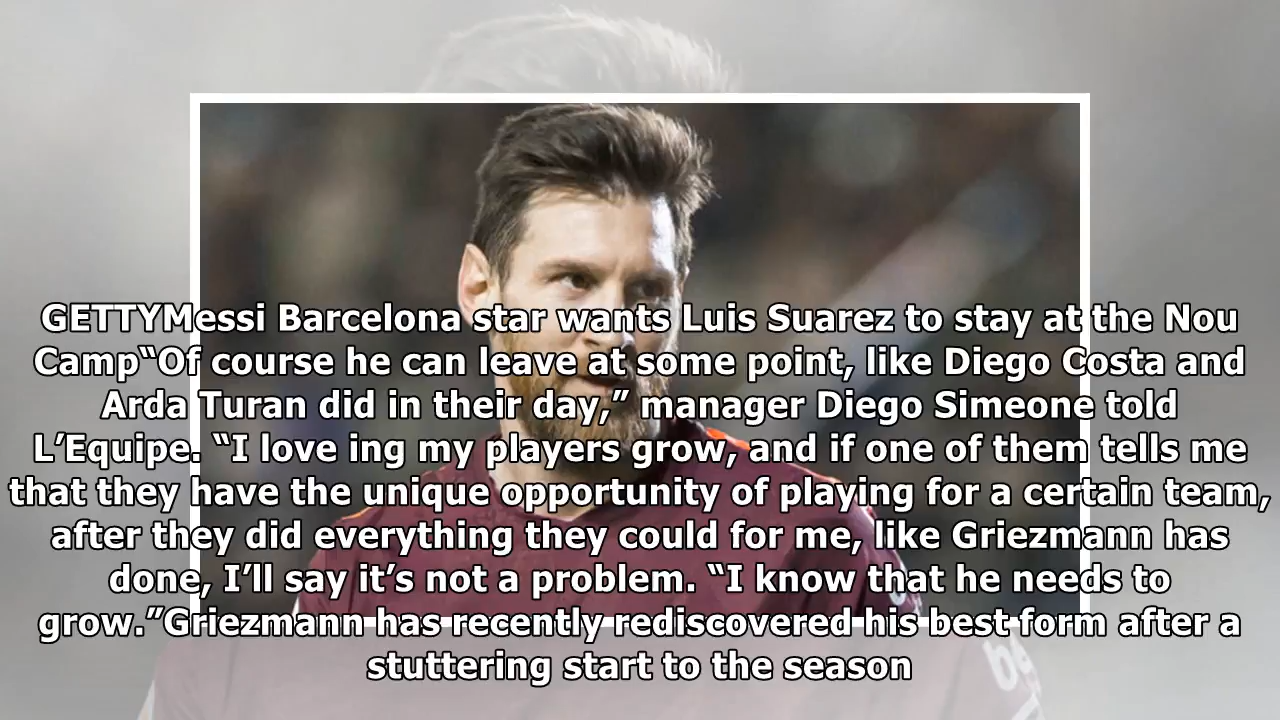 GETTYMessi Barcelona star wants Luis Suarez to stay at the Nou
Camp“Of course he can leave at some point, like Diego Costa and
Arda Turan did in their day,” manager Diego Simeone told
L’Equipe. “I love ing my players grow, and if one of them tells me
that they have the unique opportunity of playing for a certain team,
after they did everything they could for me, like Griezmann has
done, I’ll say it’s not a problem. “I know that he needs to
grow.”Griezmann has recently rediscovered his best form after a
stuttering start to the season